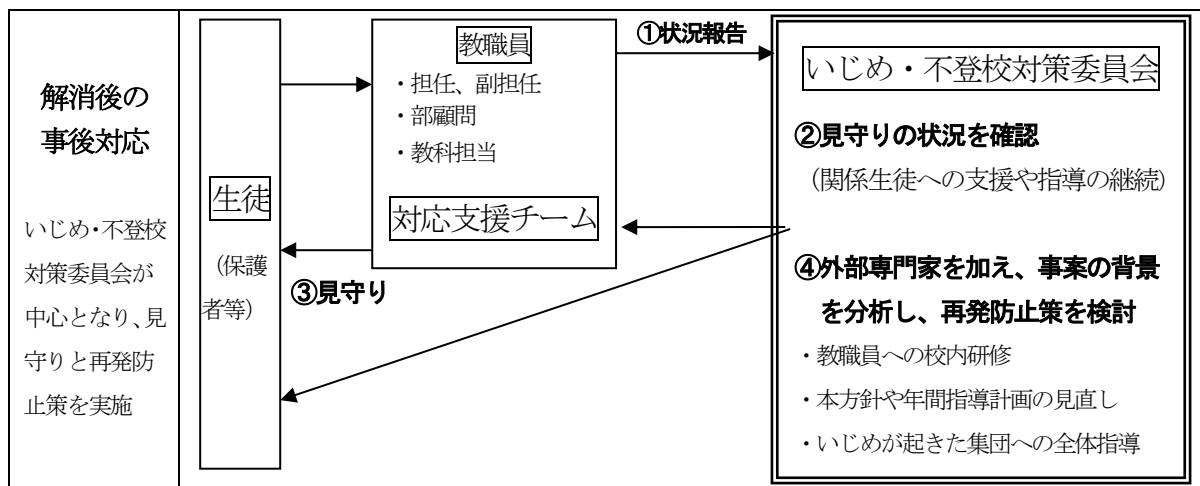 解消後の
事後対応
いじめ・不登校
対策委員会が
中心となり、見
守りと再発防
止策を実施
生徒
（保護
者等）
教職員
・担任、副担任
・部顧問
・教科担当
対応支援チーム
③見守り
①状況報告
いじめ・不登校対策委員会
②見守りの状況を確認
（関係生徒への支援や指導の継続）
④外部専門家を加え、事案の背景
を分析し、再発防止策を検討
・教職員への校内研修
・本方針や年間指導計画の見直し
・いじめが起きた集団への全体指導